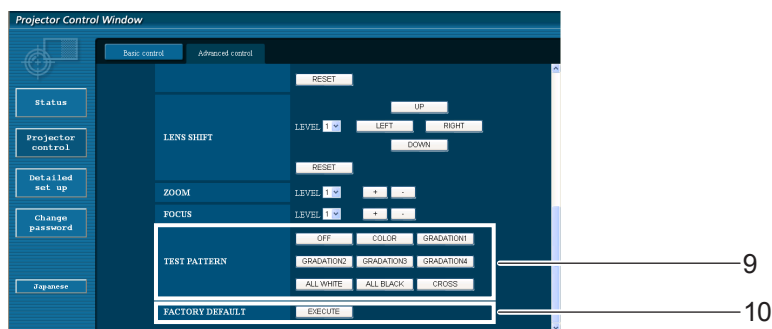 Projector Control Window
Basic control Advanced control
RESET
Status
UP
LENS SHIFT LEVEL 1 LEFT RIGHT
Projector control
DOWN
RESET
Detailed set up
ZOOM LEVEL 1 + -
FOCUS LEVEL 1 + -
Change password
OFF COLOR GRADATION1
TEST PATTERN GRADATION2 GRADATION3 GRADATION4 9
ALL WHITE ALL BLACK CROSS
Japanese
FACTORY DEFAULT EXECUTE 10